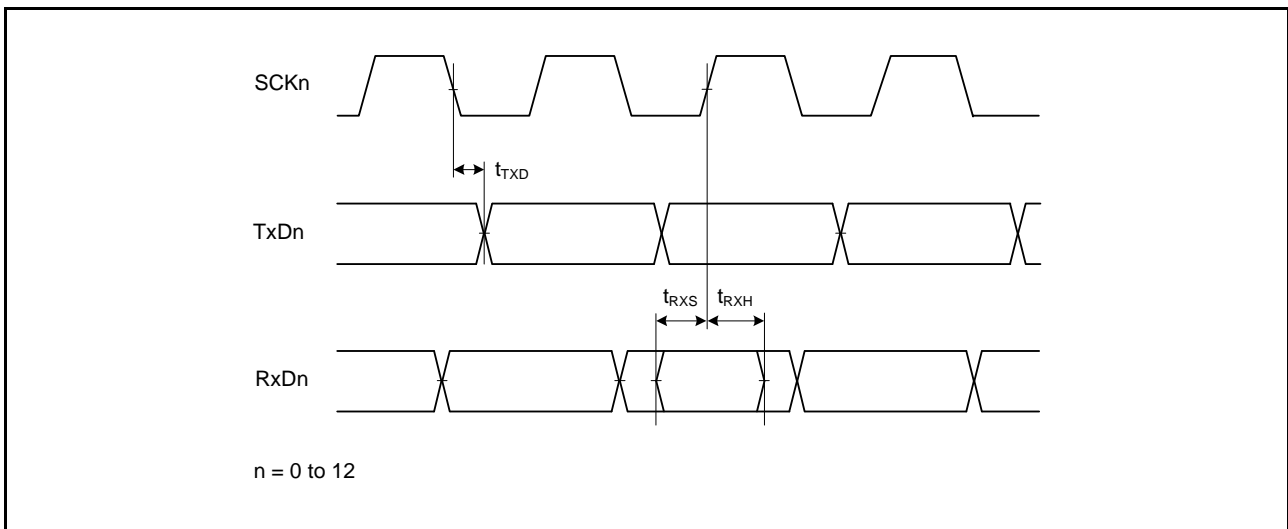 SCKn
tTXD
TxDn
tRXS tRXH
RxDn
n = 0 to 12